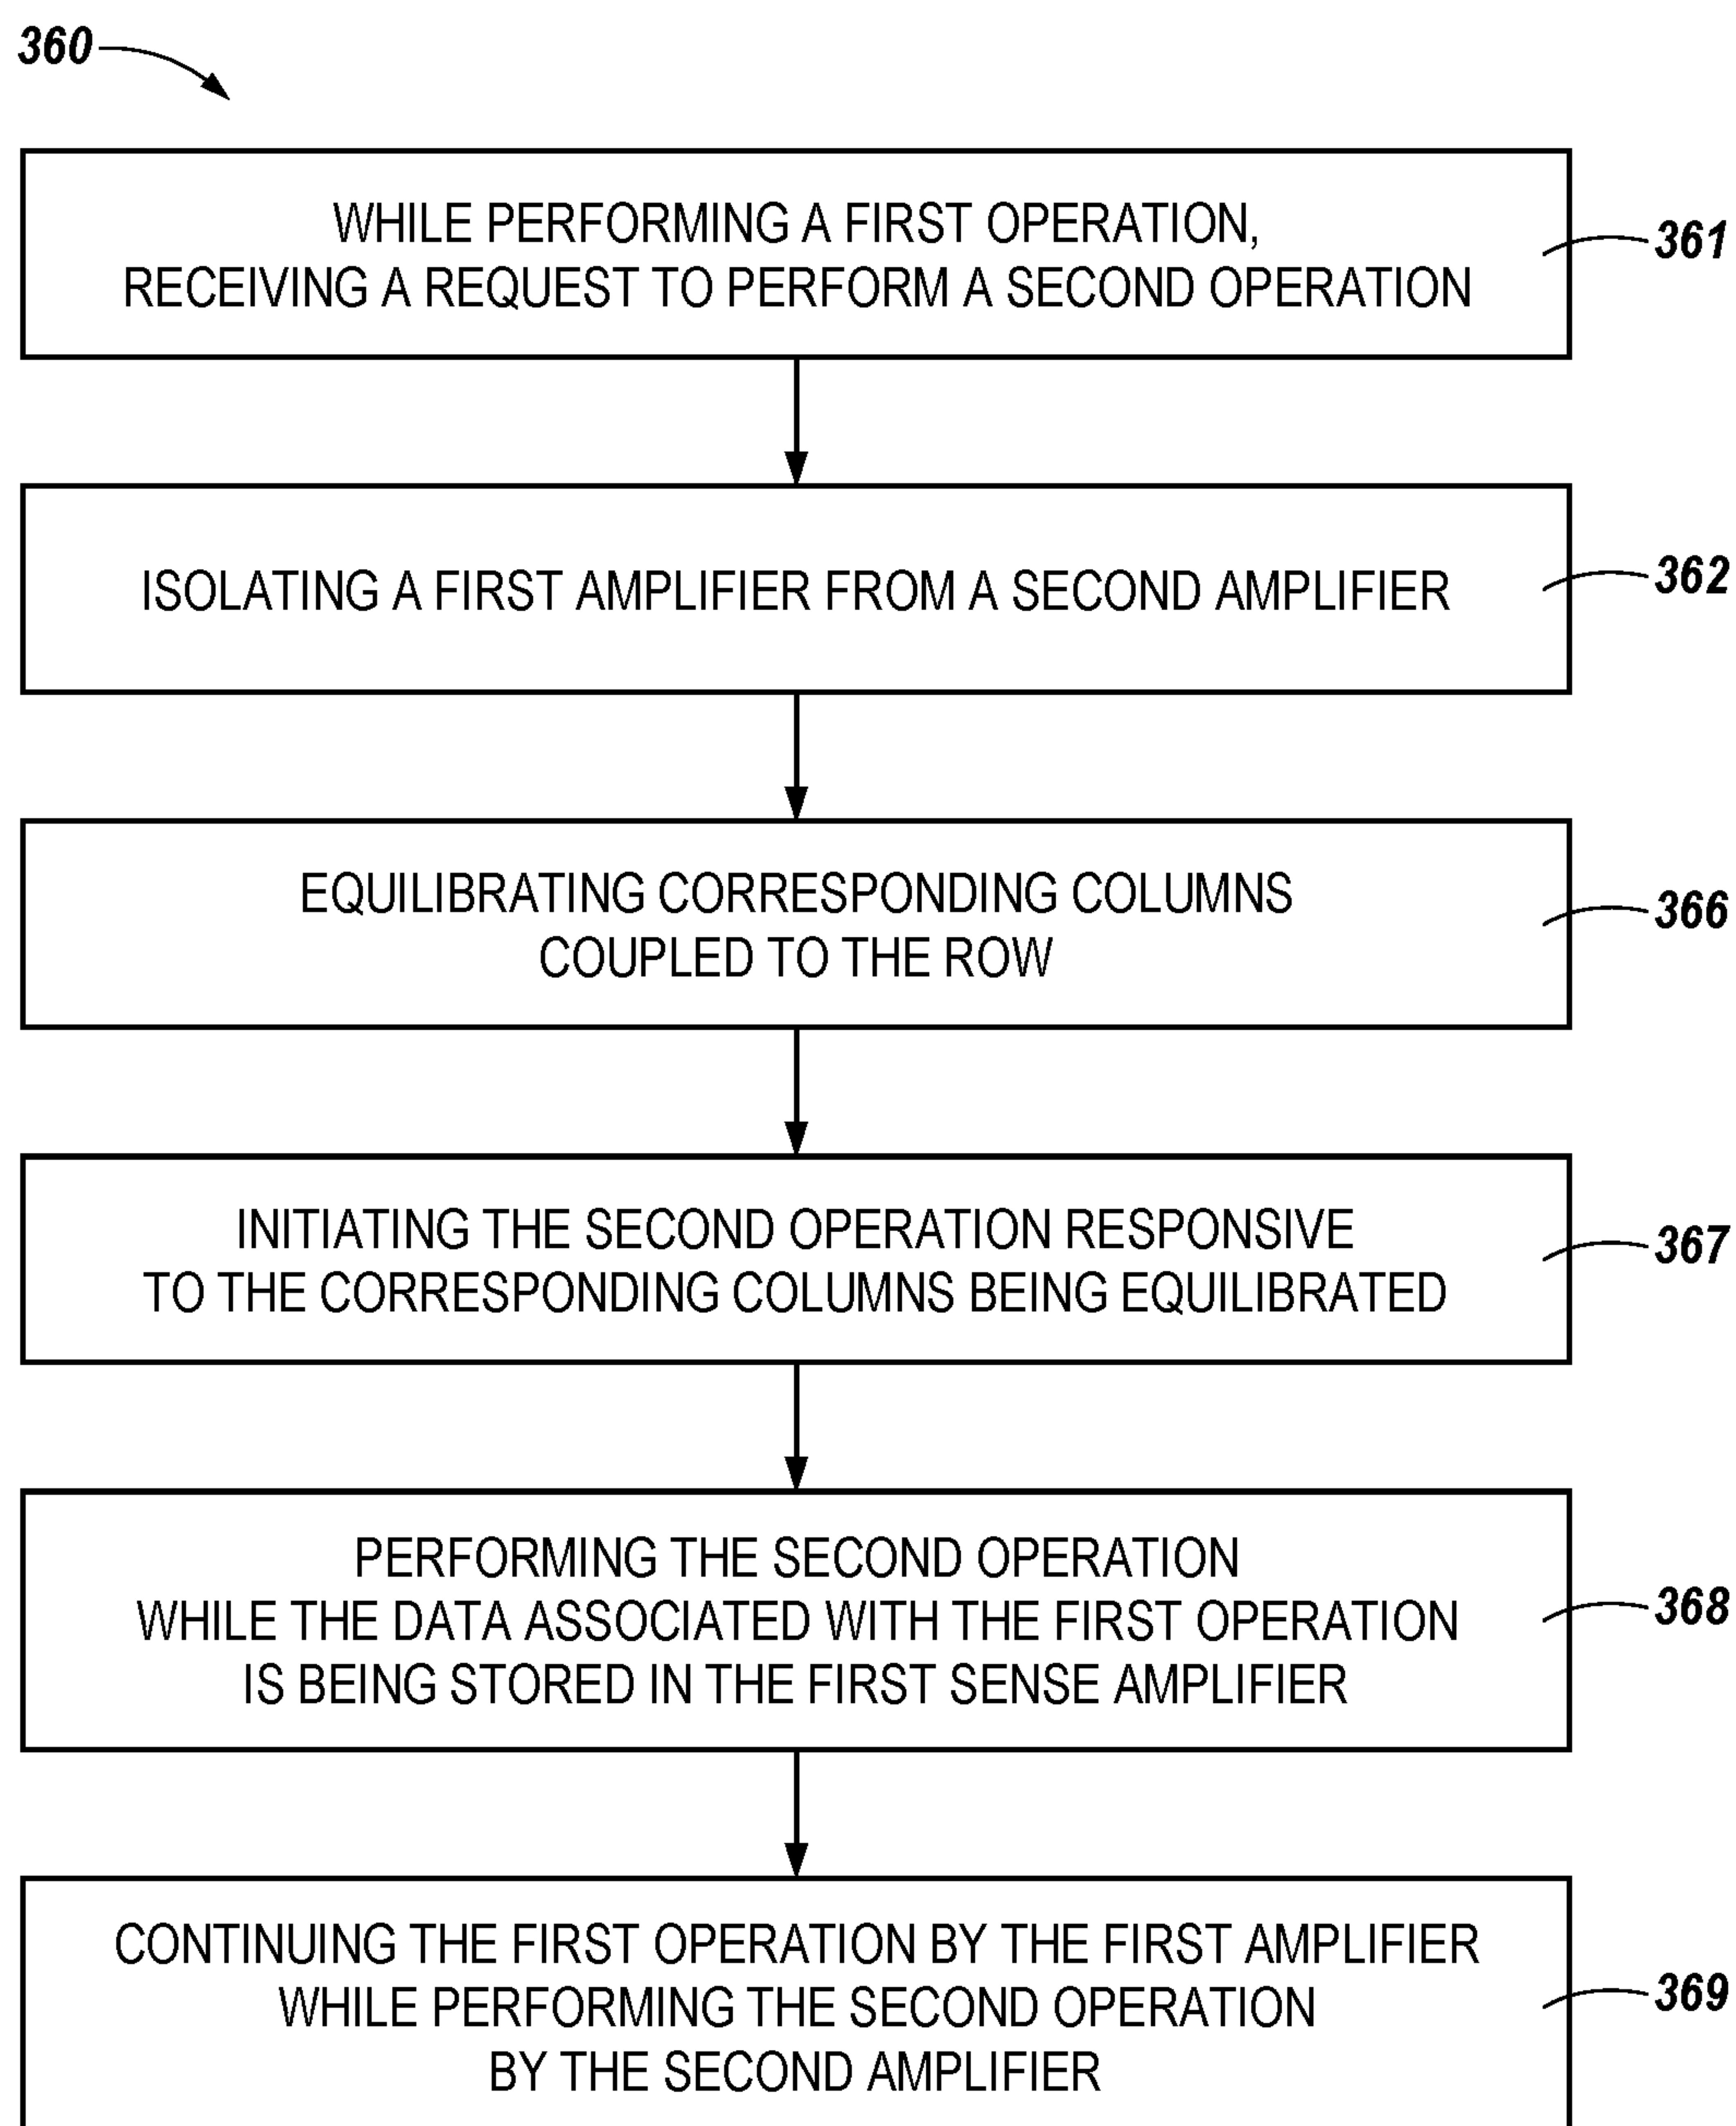 360
WHILE PERFORMING A FIRST OPERATION,
RECEIVING A REQUEST TO PERFORM A SECOND OPERATION
361
ISOLATING A FIRST AMPLIFIER FROM A SECOND AMPLIFIER
362
EQUILIBRATING CORRESPONDING COLUMNS
COUPLED TO THE ROW
366
INITIATING THE SECOND OPERATION RESPONSIVE
TO THE CORRESPONDING COLUMNS BEING EQUILIBRATED
367
PERFORMING THE SECOND OPERATION
WHILE THE DATA ASSOCIATED WITH THE FIRST OPERATION
IS BEING STORED IN THE FIRST SENSE AMPLIFIER
368
CONTINUING THE FIRST OPERATION BY THE FIRST AMPLIFIER
WHILE PERFORMING THE SECOND OPERATION
BY THE SECOND AMPLIFIER
369